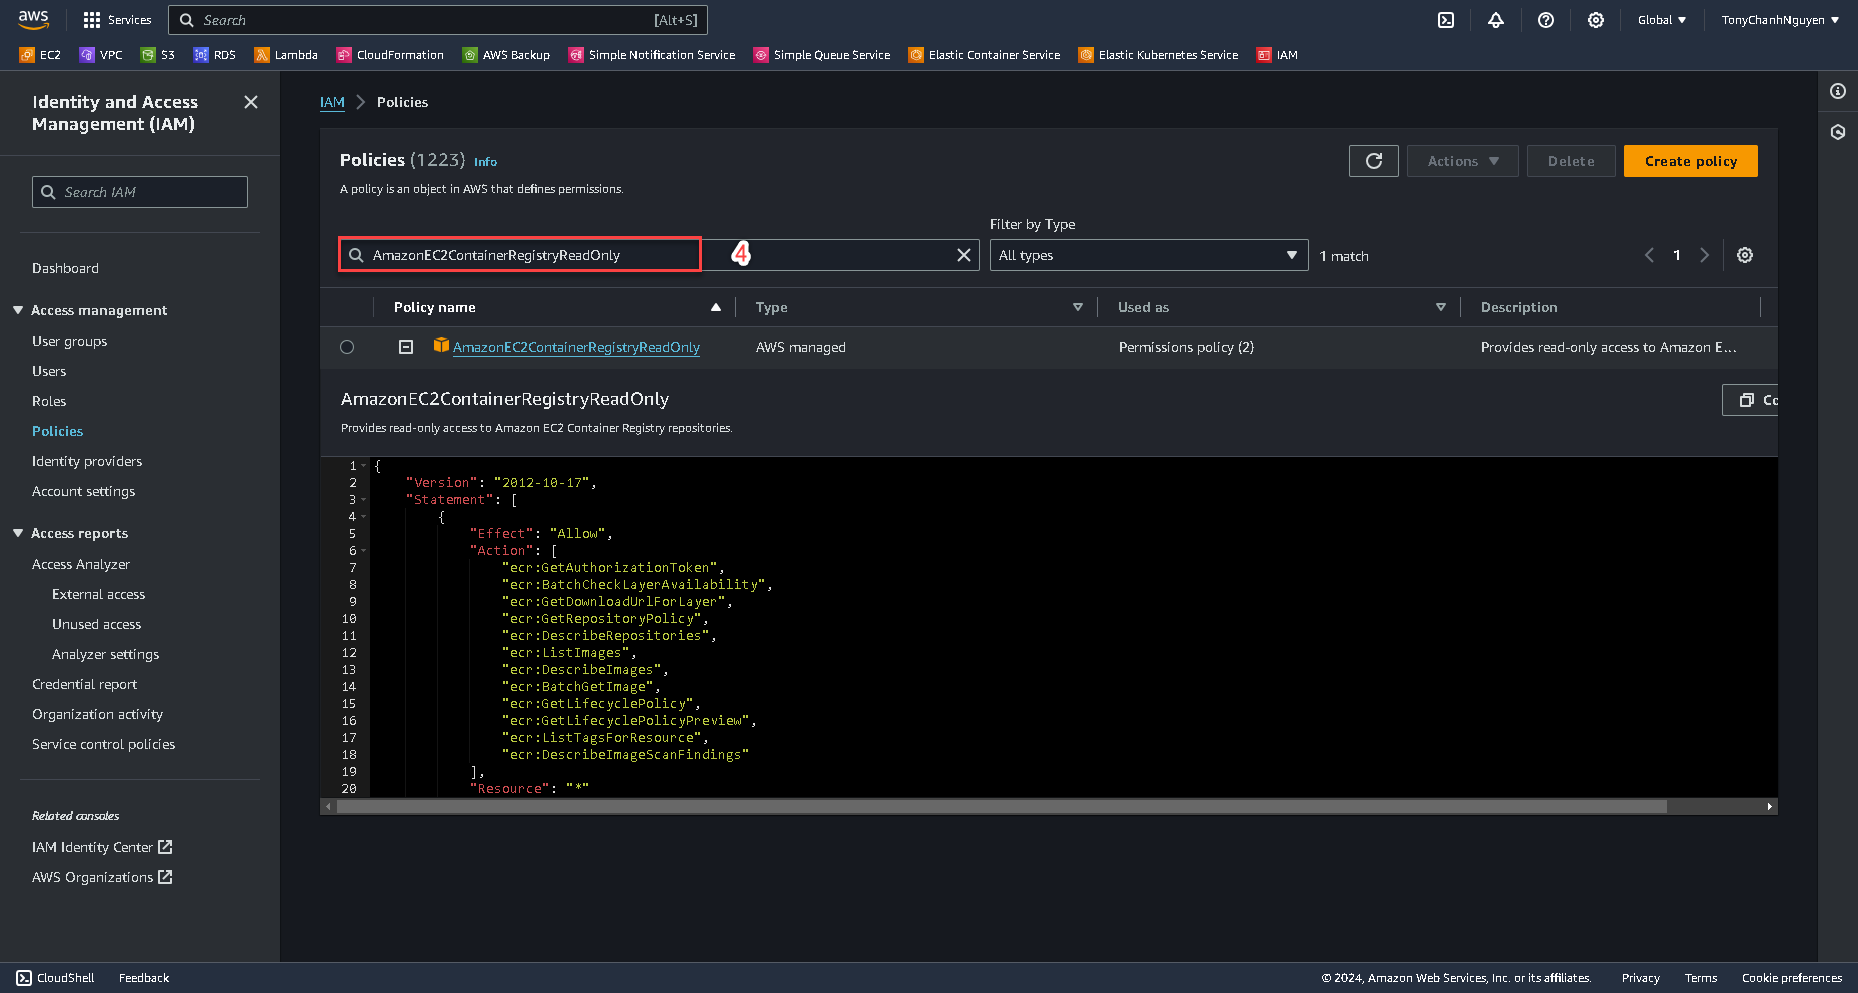 aws
Services
Search
[Alt+S]
Global
TonyChanhNguyen
EC2
VPC
S3
RDS
Lambda
CloudFormation
AWS Backup
Simple Notification Service
Simple Queue Service
Elastic Container Service
Elastic Kubernetes Service
IAM
Identity and Access
Management (IAM)
Search IAM
Dashboard
Access management
User groups
Users
Roles
Policies
Identity providers
Account settings
Access reports
Access Analyzer
External access
Unused access
Analyzer settings
Credential report
Organization activity
Service control policies
Related consoles
IAM Identity Center
AWS Organizations
IAM
Policies
Policies (1223) Info
A policy is an object in AWS that defines permissions.
Actions
Delete
Create policy
Filter by Type
AmazonEC2ContainerRegistryReadOnly
4
All types
1 match
1
Policy name
Type
Used as
Description
AmazonEC2ContainerRegistryReadOnly
AWS managed
Permissions policy (2)
Provides read-only access to Amazon E...
AmazonEC2ContainerRegistryReadOnly
Co
Provides read-only access to Amazon EC2 Container Registry repositories.
1 {
2 "Version": "2012-10-17",
3 "Statement": [
4 {
5 "Effect": "Allow",
6 "Action": [
7 "ecr:GetAuthorizationToken",
8 "ecr:BatchCheckLayerAvailability",
9 "ecr:GetDownloadUrlForLayer",
10 "ecr:GetRepositoryPolicy",
11 "ecr:DescribeRepositories",
12 "ecr:ListImages",
13 "ecr:DescribeImages",
14 "ecr:BatchGetImage",
15 "ecr:GetLifecyclePolicy",
16 "ecr:GetLifecyclePolicyPreview",
17 "ecr:ListTagsForResource",
18 "ecr:DescribeImageScanFindings"
19 ],
20 "Resource": "*"
CloudShell
Feedback
© 2024, Amazon Web Services, Inc. or its affiliates.
Privacy
Terms
Cookie preferences